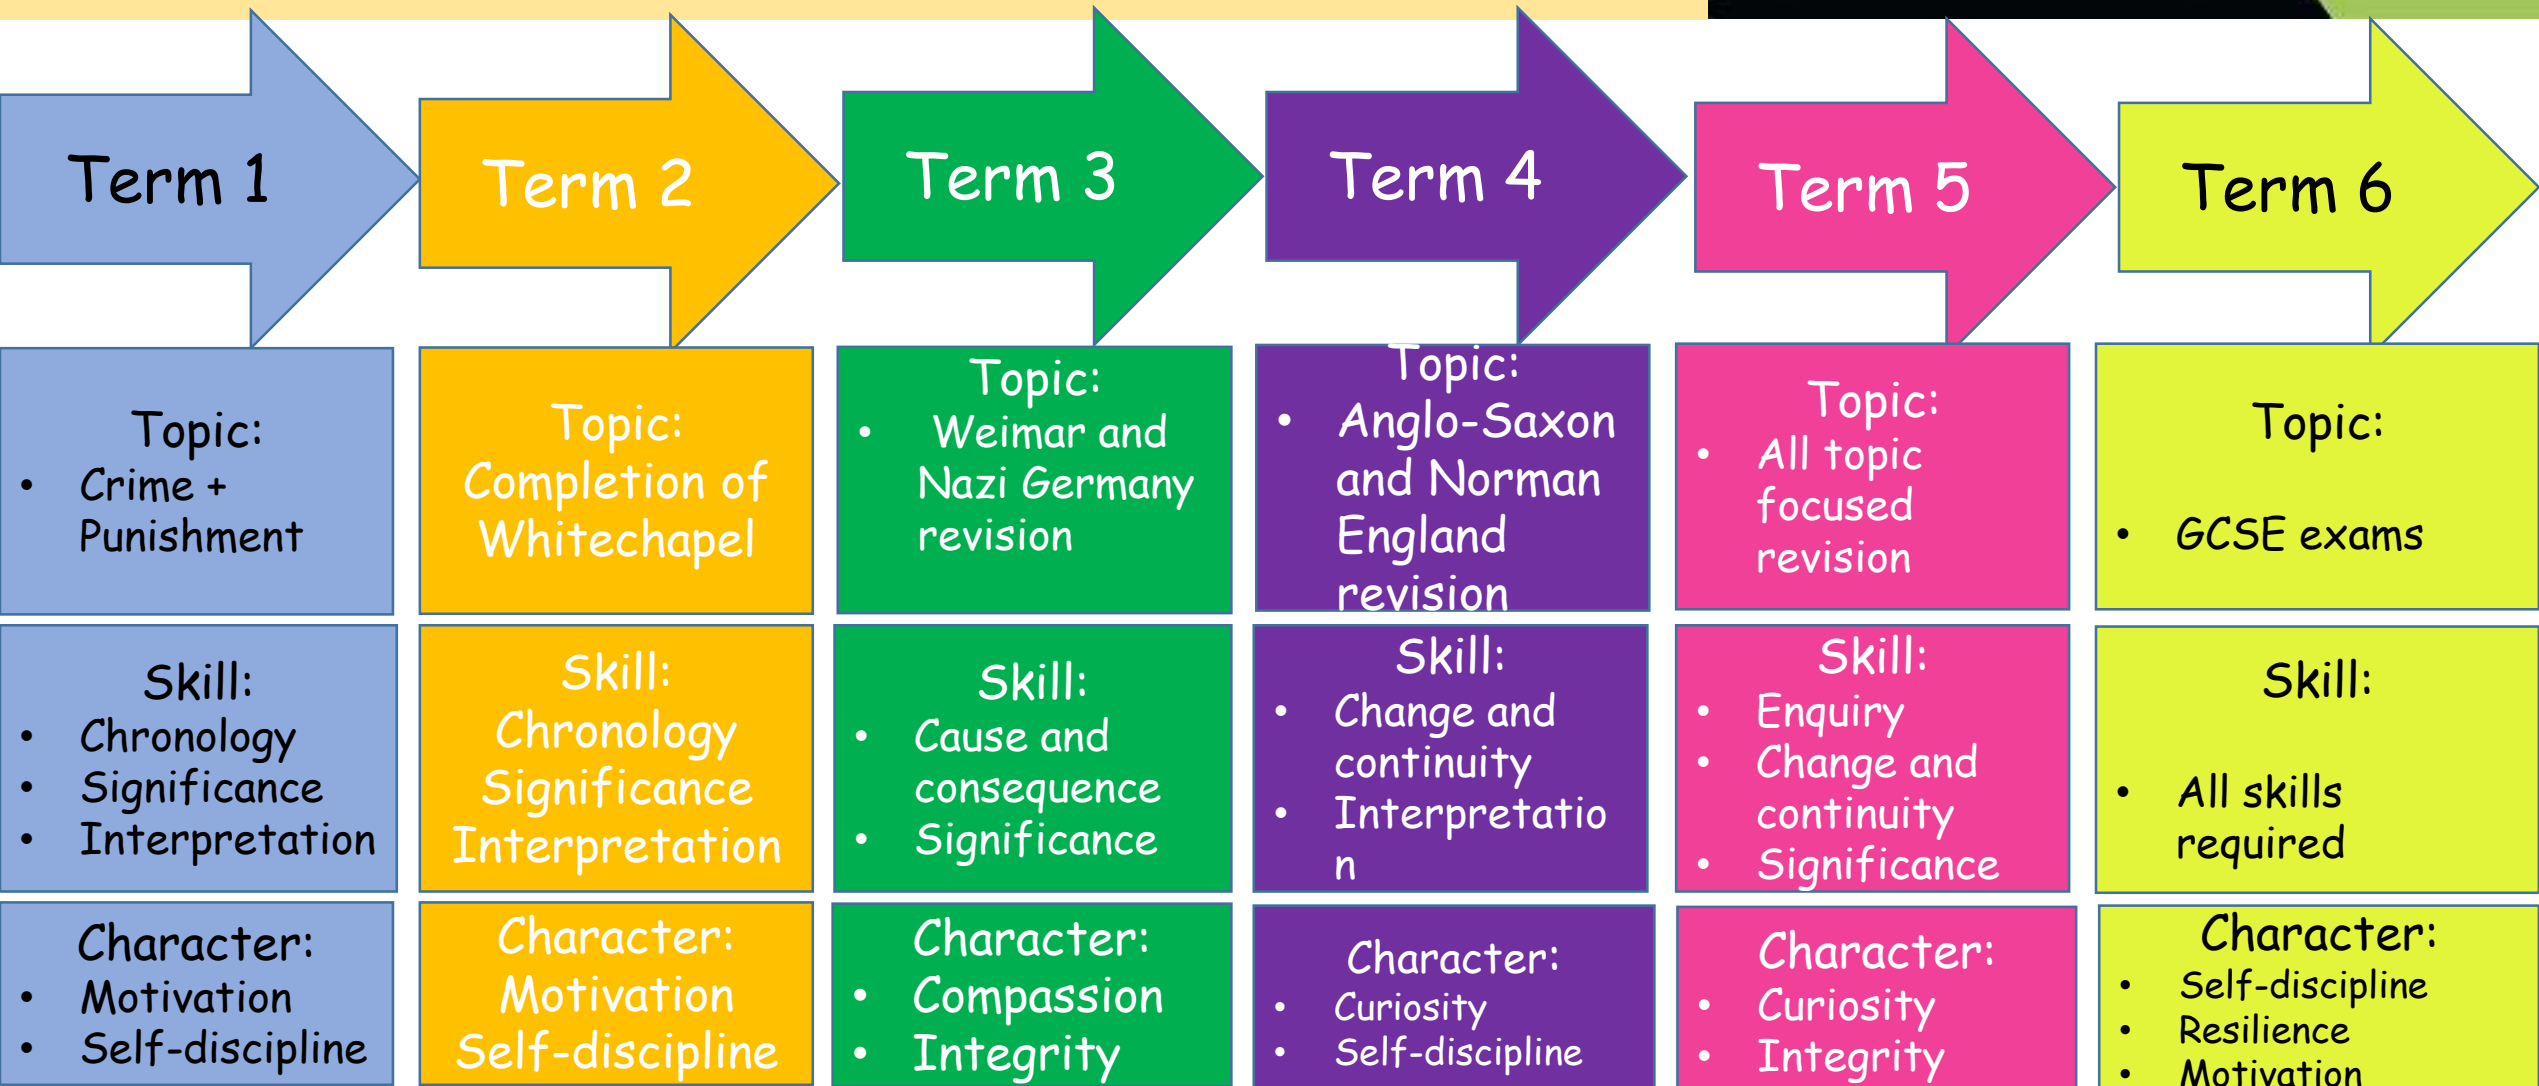 Term 1
Term 2
Term 3
Term 4
Term 5
Term 6
Topic:
• Crime +
Punishment
Topic:
Completion of
Whitechapel
Topic:
• Weimar and
Nazi Germany
revision
Topic:
• Anglo-Saxon
and Norman
England
revision
Topic:
• All topic
focused
revision
Topic:
• GCSE exams
Skill:
• Chronology
• Significance
• Interpretation
Skill:
Chronology
Significance
Interpretation
Skill:
• Cause and
consequence
• Significance
Skill:
• Change and
continuity
• Interpretatio
n
Skill:
• Enquiry
• Change and
continuity
• Significance
Skill:
• All skills
required
Character:
• Motivation
• Self-discipline
Character:
Motivation
Self-discipline
Character:
• Compassion
• Integrity
Character:
• Curiosity
• Self-discipline
Character:
• Curiosity
• Integrity
Character:
• Self-discipline
• Resilience
• Motivation